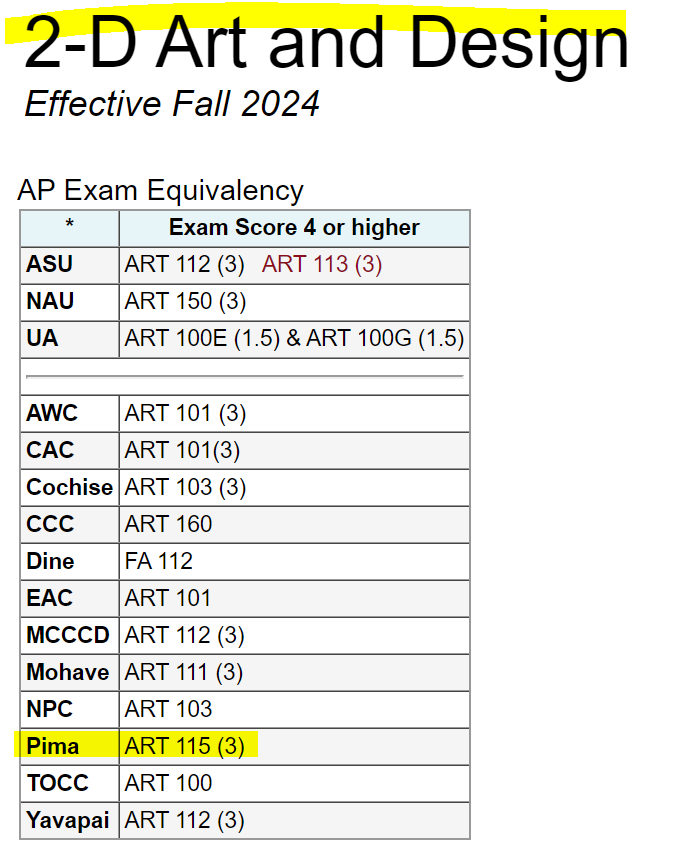 2-D Art and Design
Effective Fall 2024
AP Exam Equivalency
* Exam Score 4 or higher
ASU ART 112 (3) ART 113 (3)
NAU ART 150 (3)
UA ART 100E (1.5) & ART 100G (1.5)
AWC ART 101 (3)
CAC ART 101(3)
Cochise ART 103 (3)
CCC ART 160
Dine FA 112
EAC ART 101
MCCCD ART 112 (3)
Mohave ART 111 (3)
NPC ART 103
Pima ART 115 (3)
TOCC ART 100
Yavapai ART 112 (3)